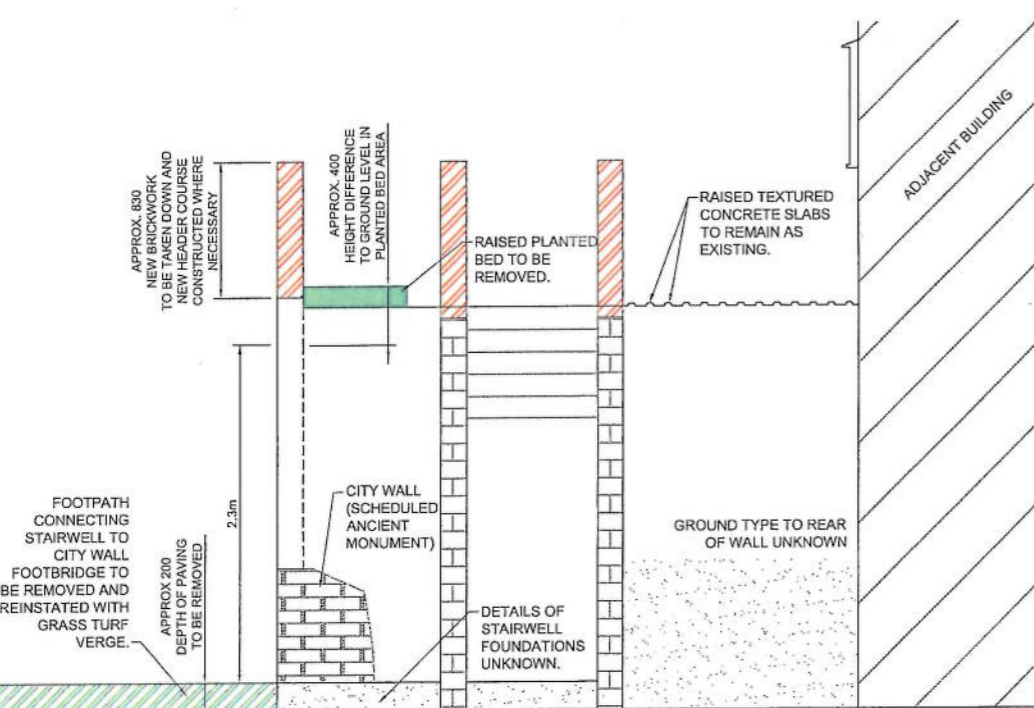 APPROX. 830
NEW BRICKWORK
TO BE TAKEN DOWN AND
NEW HEADER COURSE
CONSTRUCTED WHERE
NECESSARY
APPROX. 400
HEIGHT DIFFERENCE
TO GROUND LEVEL IN
PLANTED BED AREA
RAISED PLANTED
BED TO BE
REMOVED.
RAISED TEXTURED
CONCRETE SLABS
TO REMAIN AS
EXISTING.
ADJACENT BUILDING
FOOTPATH
CONNECTING
STAIRWELL TO
CITY WALL
FOOTBRIDGE TO
BE REMOVED AND
REINSTATED WITH
GRASS TURF
VERGE.
APPROX 200
DEPTH OF PAVING
TO BE REMOVED
2.3m
CITY WALL
(SCHEDULED
ANCIENT
MONUMENT)
DETAILS OF
STAIRWELL
FOUNDATIONS
UNKNOWN.
GROUND TYPE TO REAR
OF WALL UNKNOWN